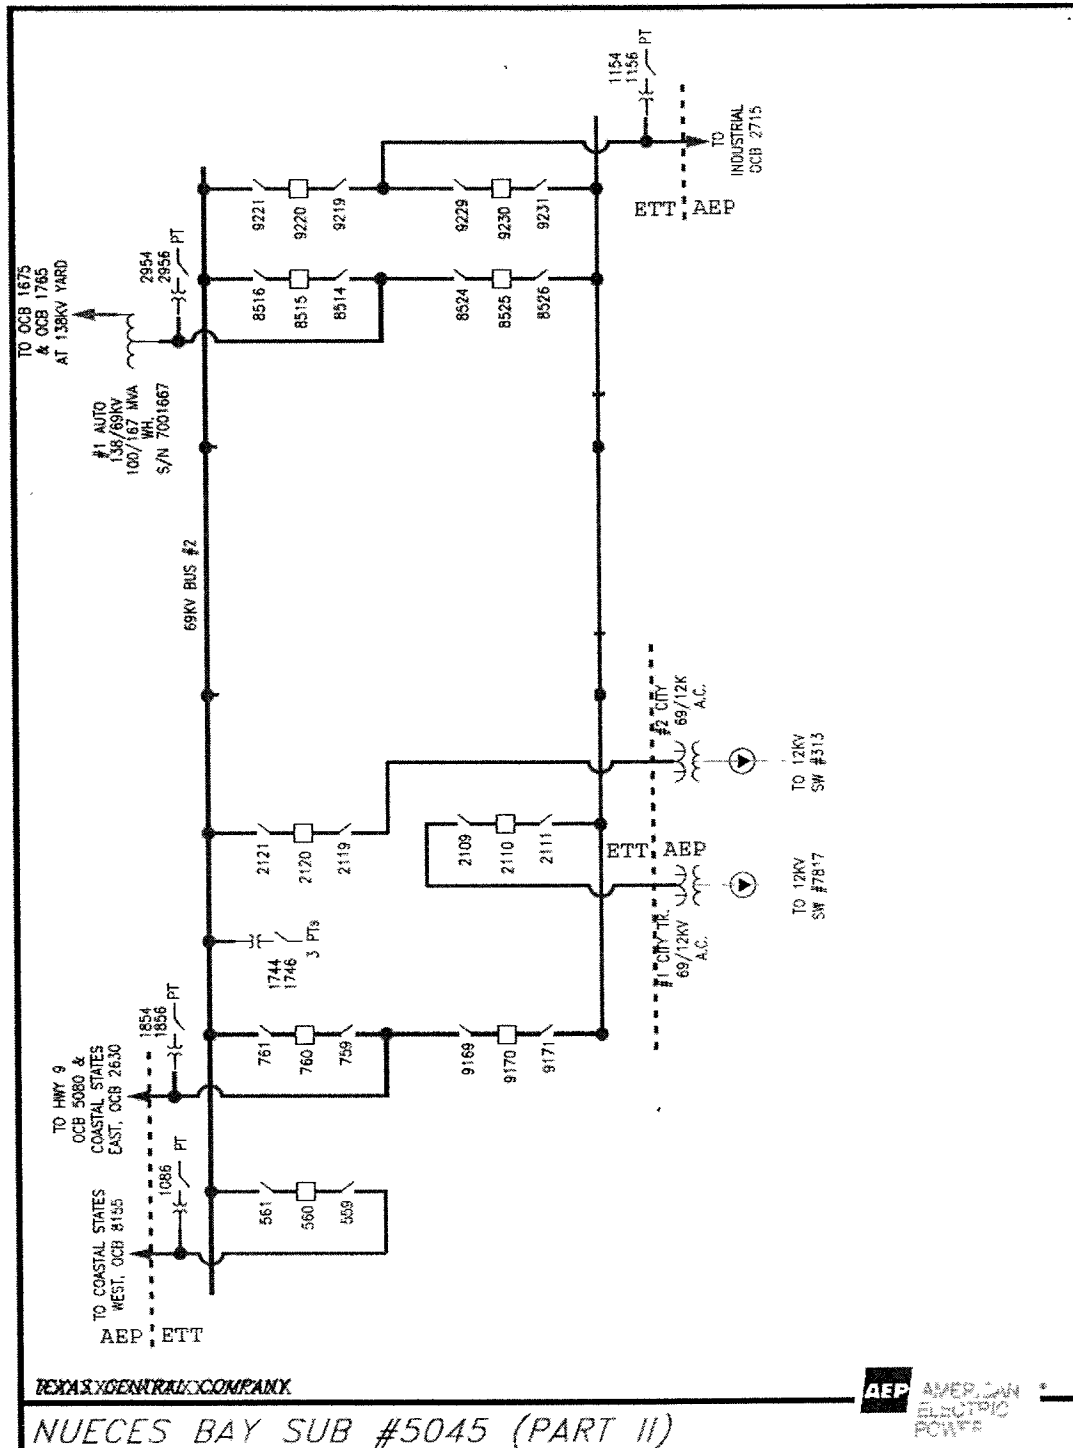 1154
1156
PT
TO
INDUSTRIAL
OCB 2715
ETT
AEP
9221
9220
9219
9229
9230
9231
2954
2956
PT
TO OCB 1675
& OCB 1765
AT 138KV YARD
8516
8515
8514
8524
8525
8526
#1 AUTO
138/69KV
100/167 MVA
WH.
S/N 7001667
69KV BUS #2
#2 CITY
69/12K
A.C.
TO 12KV
SW #313
2121
2120
2119
2109
2110
2111
ETT
AEP
TO 12KV
SW #7817
#1 CITY TR.
69/12KV
A.C.
1744
1746
3 PTs
1854
1856
PT
761
760
759
9169
9170
9171
TO HWY 9
OCB 5080 &
COASTAL STATES
EAST, OCB 2630
1086
PT
561
560
559
TO COASTAL STATES
WEST, OCB 8155
AEP
ETT
TEXAS CENTRAL COMPANY
AEP
AMERICAN
ELECTRIC
POWER
NUECES BAY SUB #5045 (PART II)